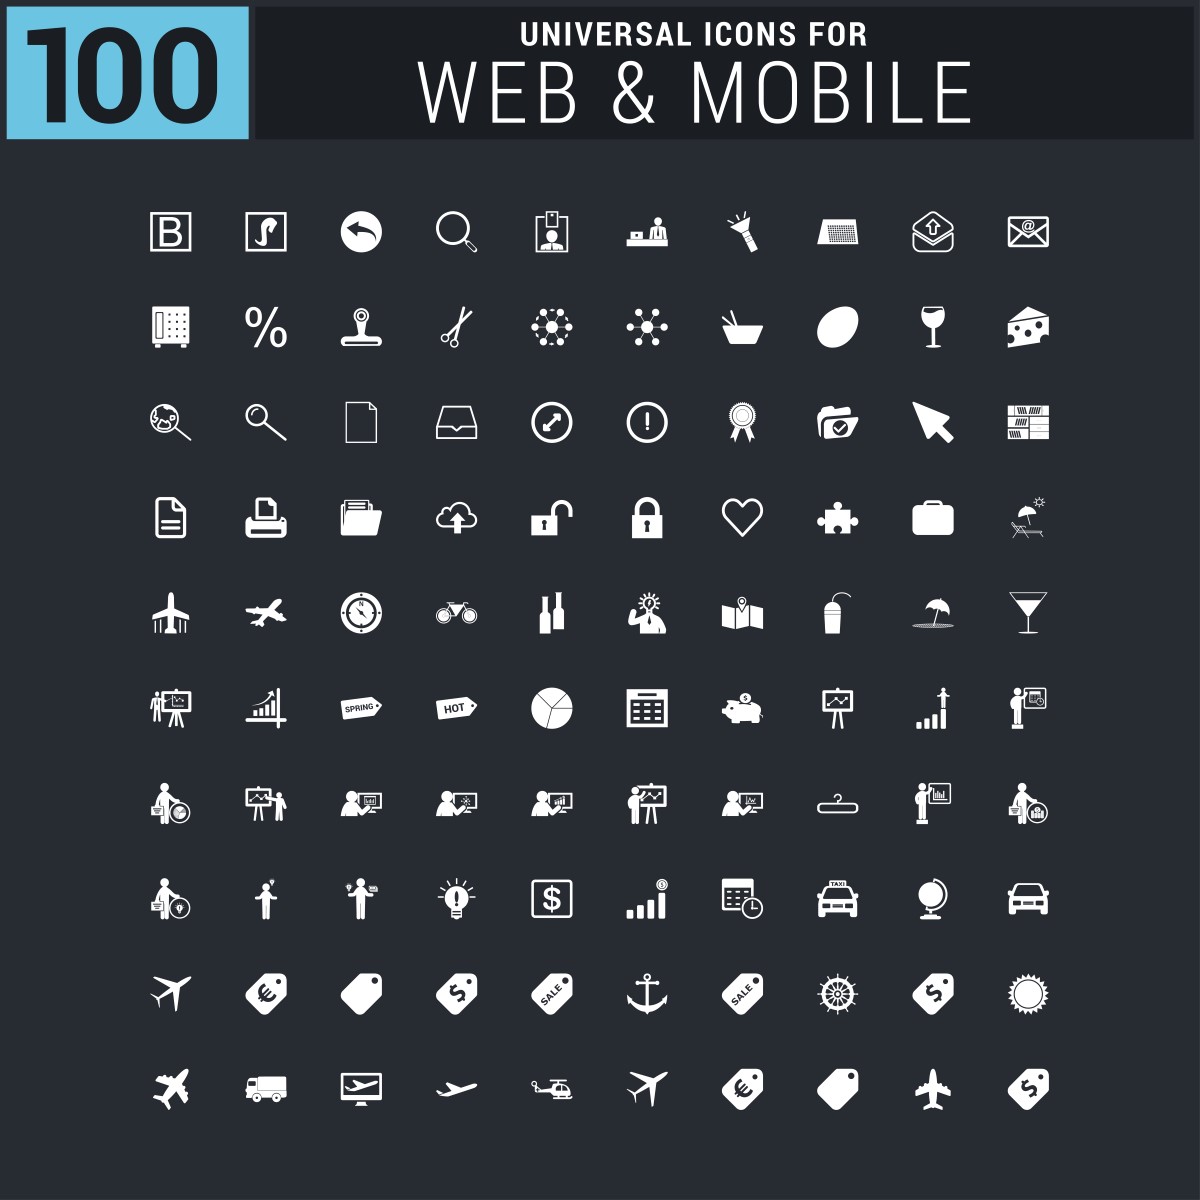 100
UNIVERSAL ICONS FOR
WEB & MOBILE
B
@
%
!
N
SPRING
HOT
$
$
$
TAXI
€
$
SALE
SALE
$
€
$